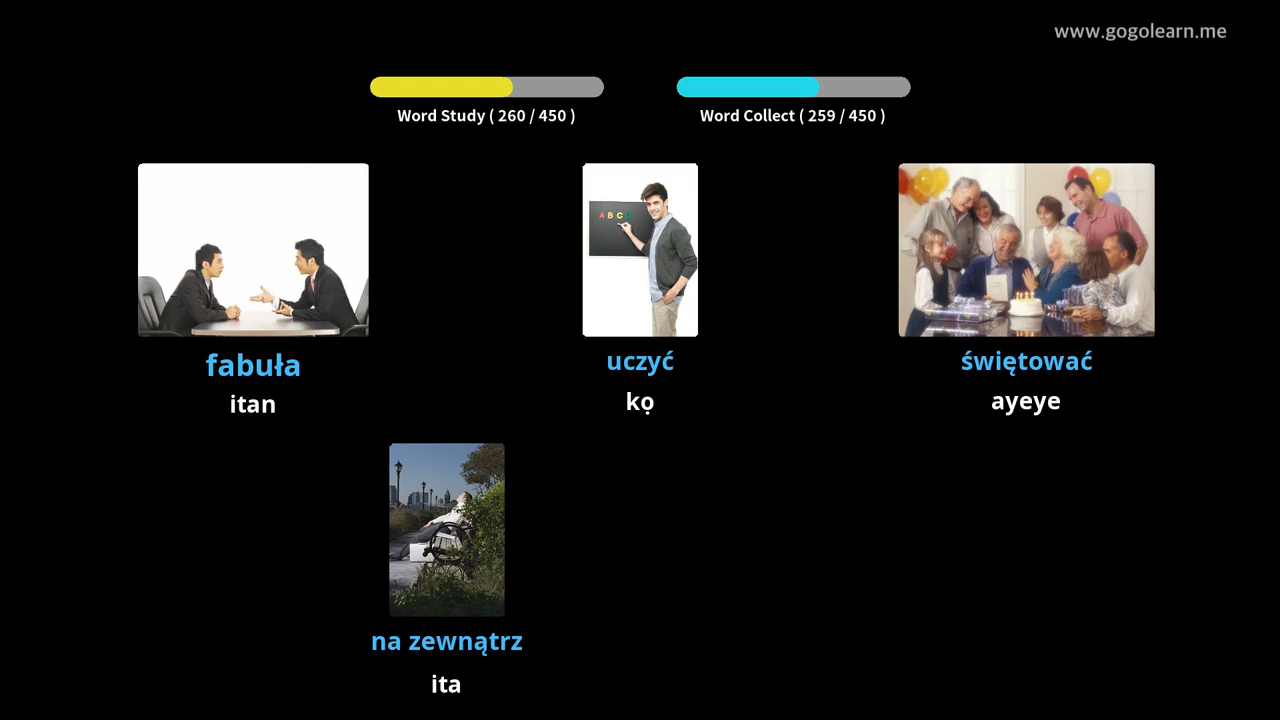 www.gogolearn.me
Word Study ( 260 / 450 )
Word Collect ( 259 / 450 )
A B C D
fabuła
itan
uczyć
kọ
świętować
ayeye
na zewnątrz
ita